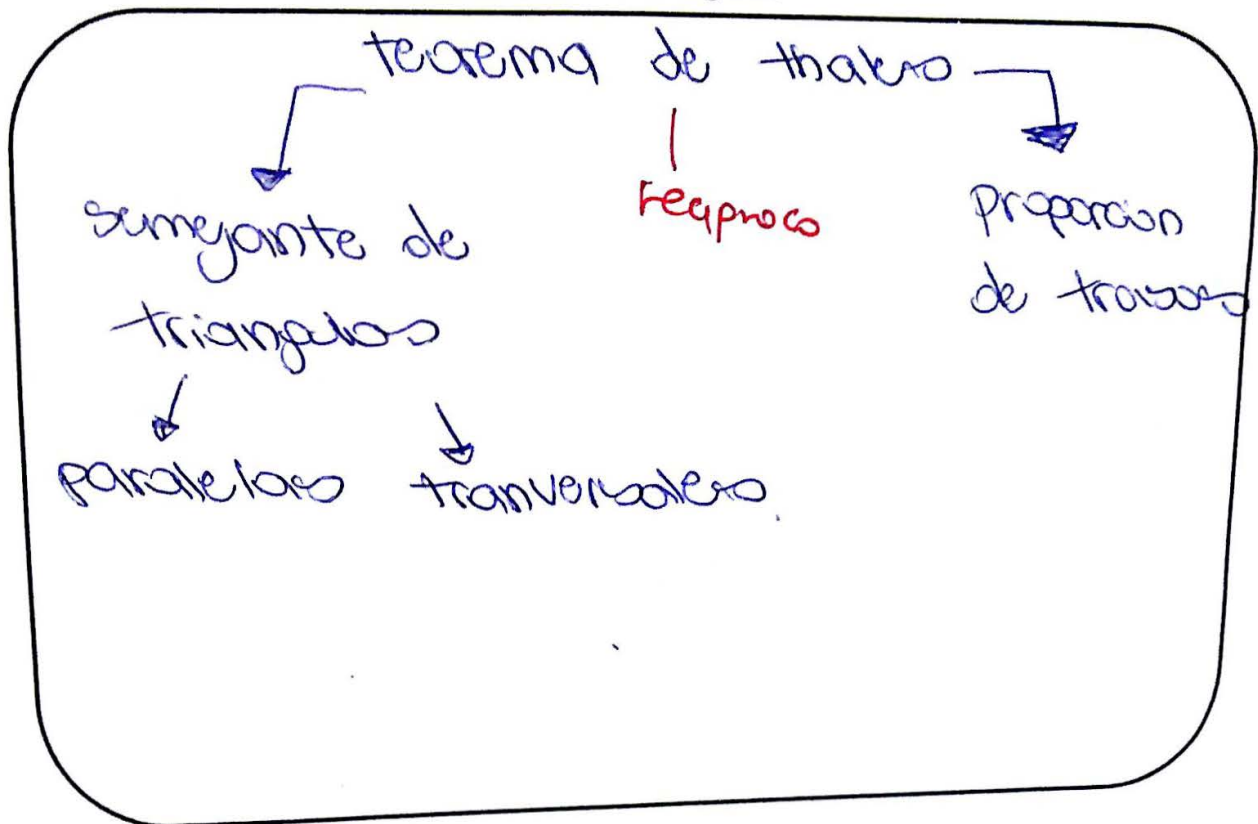 teorema de thales
semejante de
triangulos
reciproco
proporcion
de trazos
paralelas tranversales.